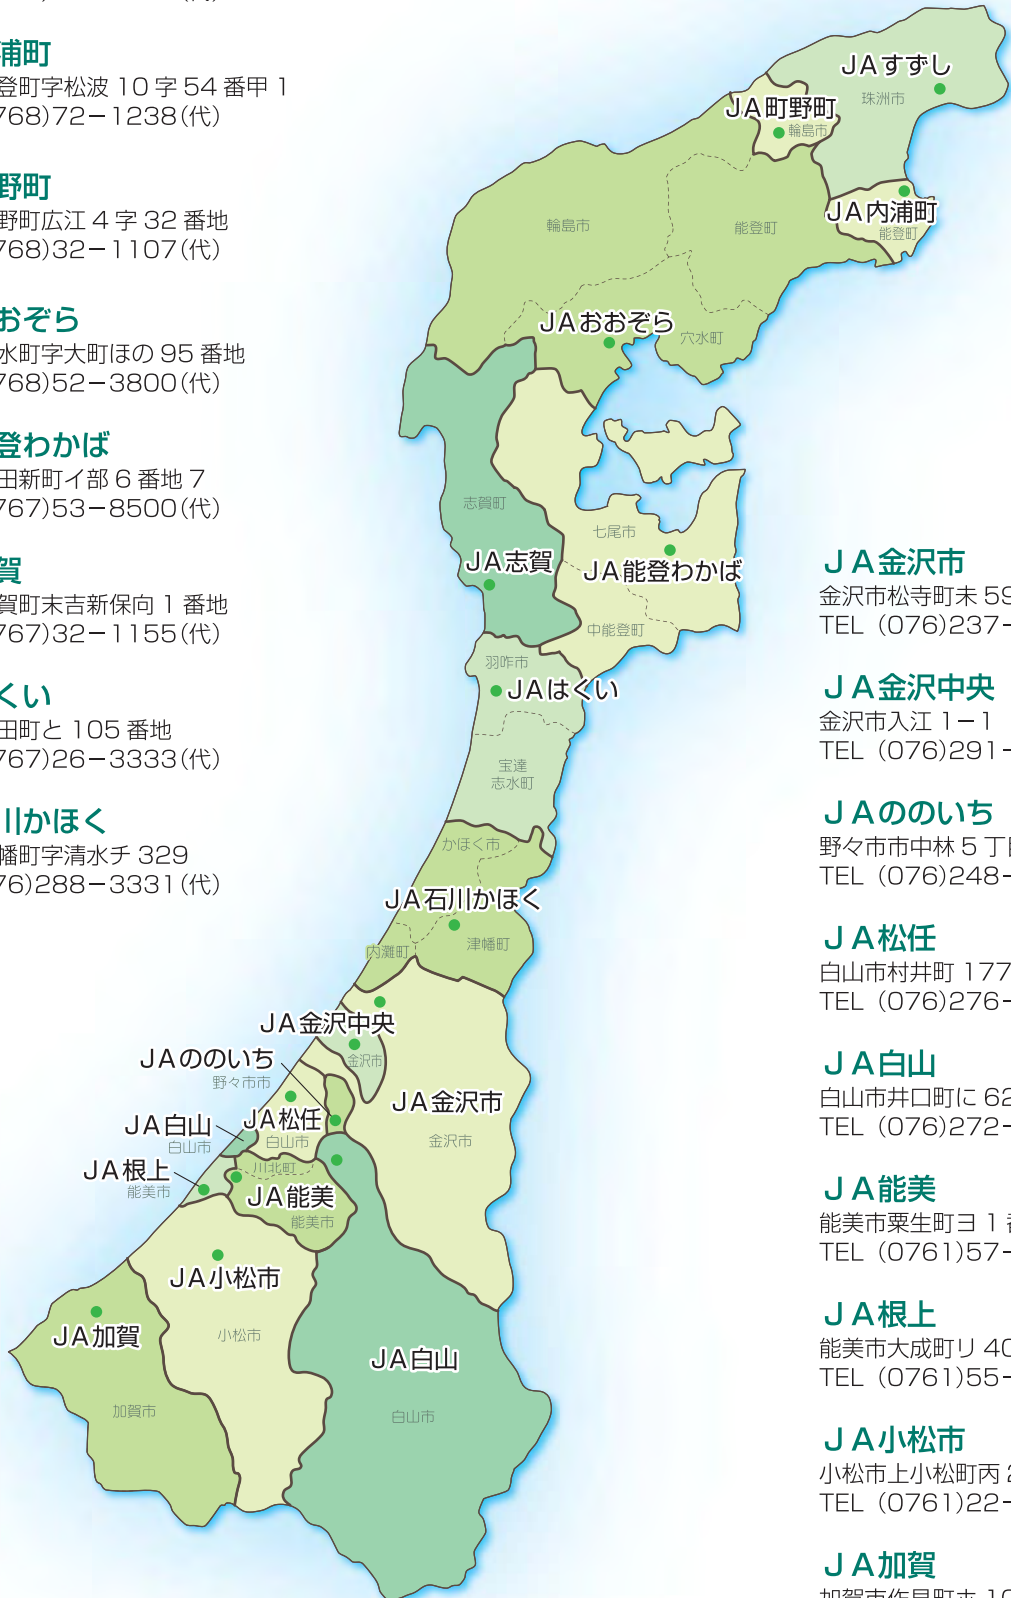 浦町
登町字松波 10 字 54 番甲 1
768)72－1238(代)
野町
野町広江 4 字 32 番地
768)32－1107(代)
おぞら
水町字大町ほの 95 番地
768)52－3800(代)
登わかば
田新町イ部 6 番地 7
767)53－8500(代)
賀
賀町末吉新保向 1 番地
767)32－1155(代)
くい
田町と 105 番地
767)26－3333(代)
川かほく
幡町字清水チ 329
76)288－3331(代)
JAすずし
珠洲市
JA町野町
輪島市
JA内浦町
能登町
輪島市
能登町
JAおおぞら
穴水町
志賀町
JA志賀
七尾市
JA能登わかば
中能登町
羽咋市
JAはくい
宝達
志水町
かほく市
JA石川かほく
内灘町
津幡町
JA金沢中央
金沢市
JAののいち
野々市市
JA金沢市
金沢市
JA松任
白山市
JA白山
白山市
JA根上
能美市
川北町
JA能美
能美市
JA小松市
小松市
JA加賀
加賀市
JA白山
白山市
JA金沢市
金沢市松寺町未 59
TEL (076)237－
JA金沢中央
金沢市入江 1－1
TEL (076)291－
JAののいち
野々市市中林 5 丁目
TEL (076)248－
JA松任
白山市村井町 177
TEL (076)276－
JA白山
白山市井口町に 62
TEL (076)272－
JA能美
能美市粟生町ヨ 1 番
TEL (0761)57－
JA根上
能美市大成町リ 40
TEL (0761)55－
JA小松市
小松市上小松町丙 2
TEL (0761)22－
JA加賀
加賀市作見町ホ 10